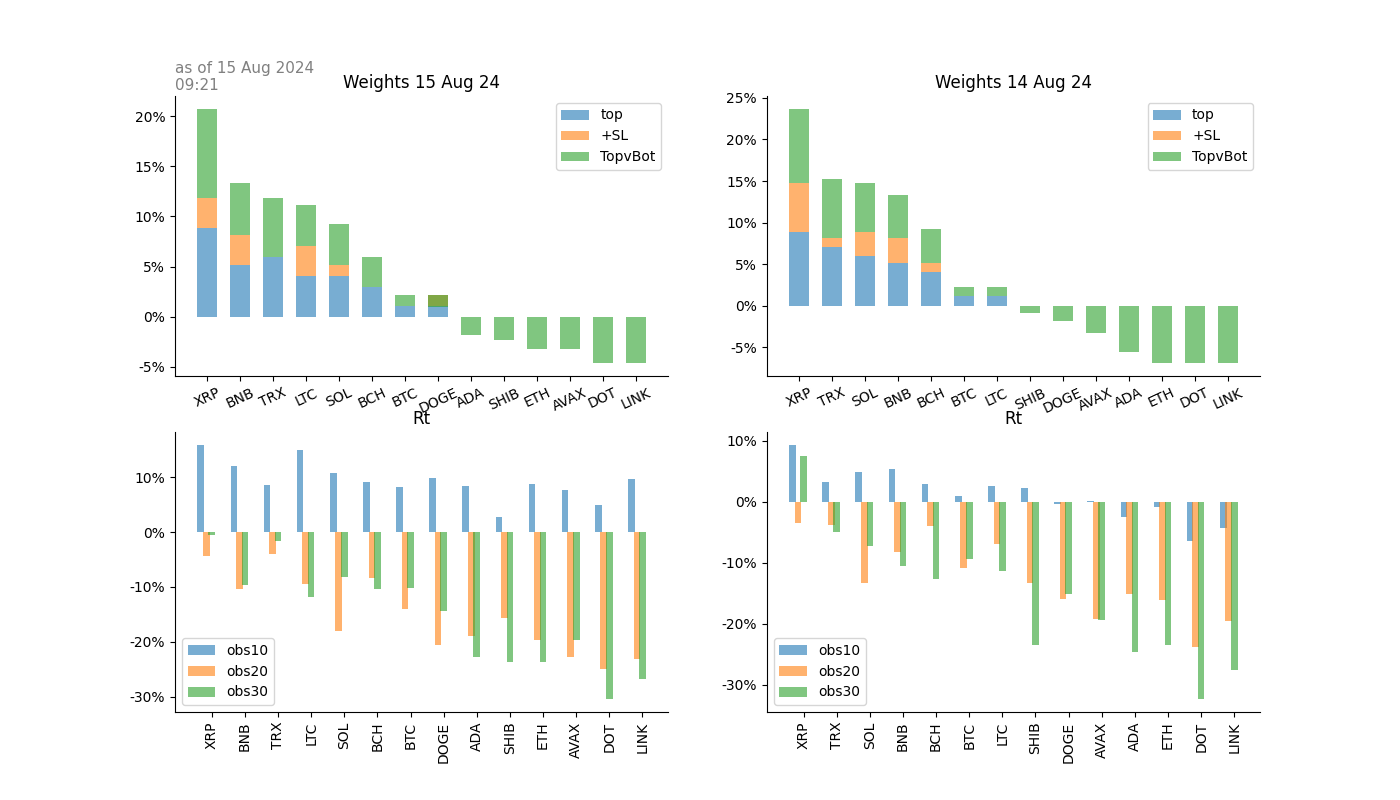 as of 15 Aug 2024
09:21
Weights 15 Aug 24
20%
15%
10%
5%
0%
-5%
top
+SL
TopvBot
XRP BNB TRX LTC SOL BCH BTC DOGE ADA SHIB ETH AVAX DOT LINK
Weights 14 Aug 24
25%
20%
15%
10%
5%
0%
-5%
top
+SL
TopvBot
XRP TRX SOL BNB BCH BTC LTC SHIB DOGE AVAX ADA ETH DOT LINK
Rt
10%
0%
-10%
-20%
-30%
obs10
obs20
obs30
XRP BNB TRX LTC SOL BCH BTC DOGE ADA SHIB ETH AVAX DOT LINK
Rt
10%
0%
-10%
-20%
-30%
obs10
obs20
obs30
XRP TRX SOL BNB BCH BTC LTC SHIB DOGE AVAX ADA ETH DOT LINK